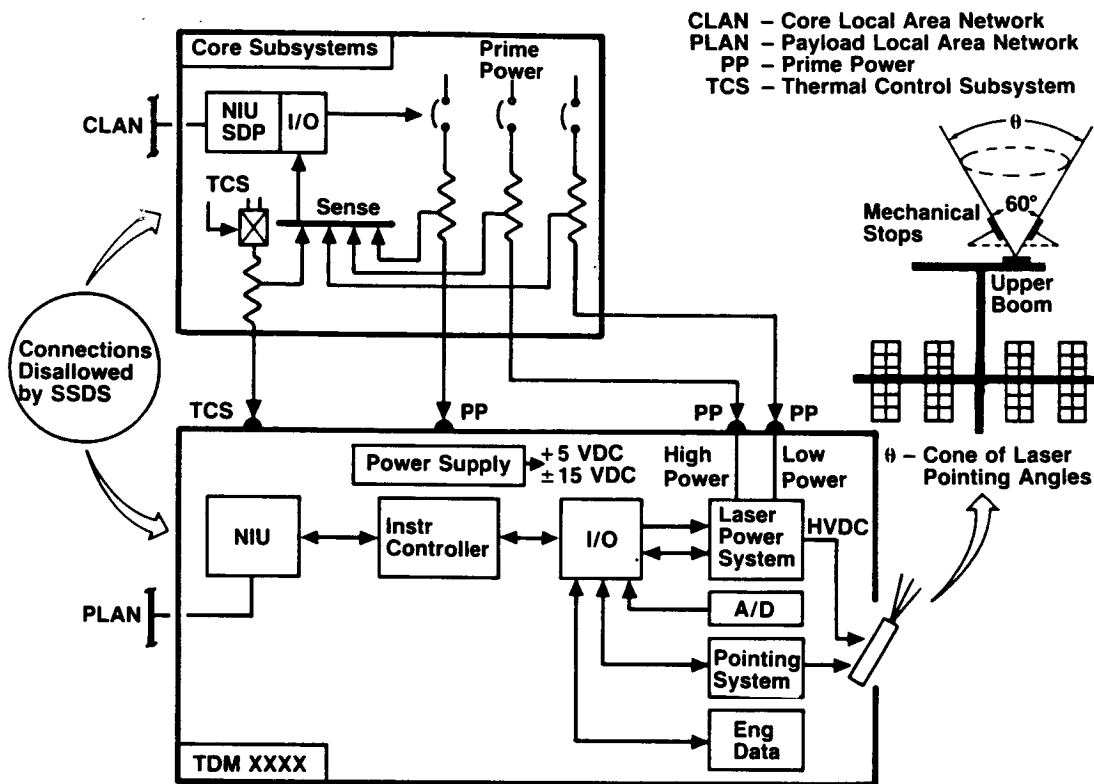 CLAN – Core Local Area Network
PLAN – Payload Local Area Network
PP – Prime Power
TCS – Thermal Control Subsystem
Core Subsystems
Prime
Power
NIU
SDP
I/O
CLAN
TCS
Sense
θ
60°
Mechanical
Stops
Upper
Boom
Connections
Disallowed
by SSDS
TCS
PP
PP
PP
Power Supply
+5 VDC
±15 VDC
High
Power
Low
Power
θ – Cone of Laser
Pointing Angles
NIU
Instr
Controller
I/O
Laser
Power
System
HVDC
PLAN
A/D
Pointing
System
Eng
Data
TDM XXXX